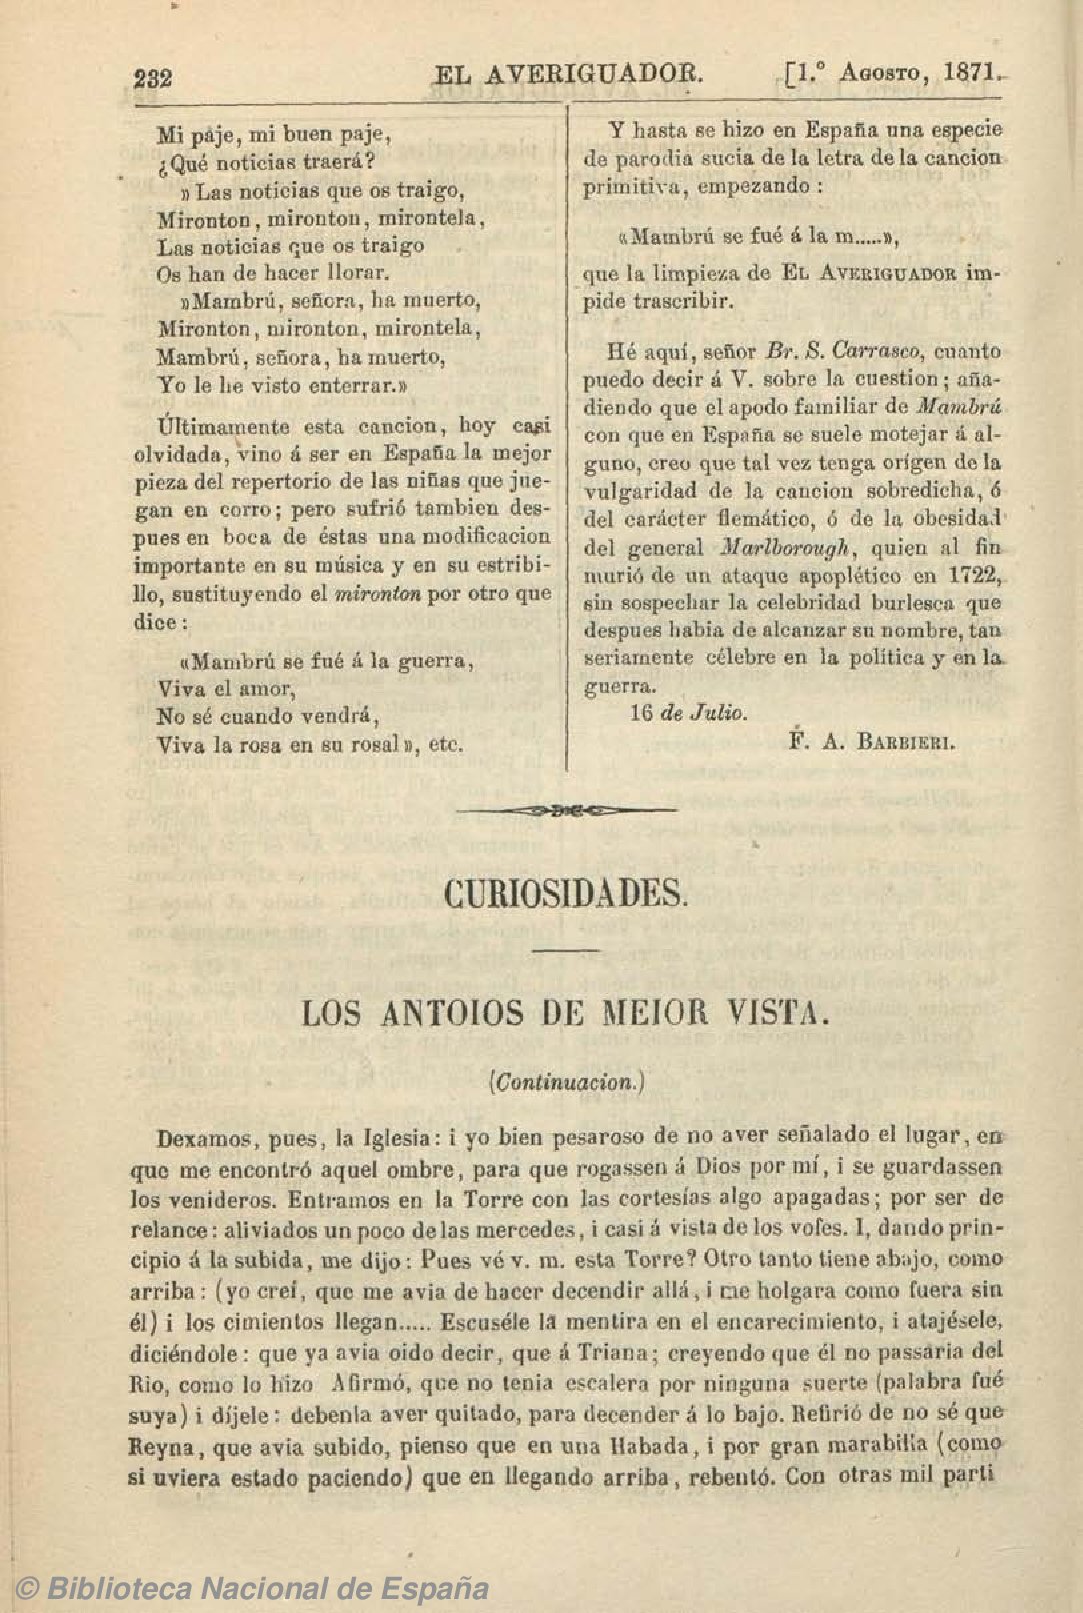 232 EL AVERIGUADOR. [1.º AGOSTO, 1871.
Mi paje, mi buen paje,
¿Qué noticias traerá?
»Las noticias que os traigo,
Mironton, mironton, mirontela,
Las noticias que os traigo
Os han de hacer llorar.
»Mambrú, señora, ha muerto,
Mironton, mironton, mirontela,
Mambrú, señora, ha muerto,
Yo le he visto enterrar.»
Últimamente esta cancion, hoy casi
olvidada, vino á ser en España la mejor
pieza del repertorio de las niñas que jue-
gan en corro; pero sufrió tambien des-
pues en boca de éstas una modificacion
importante en su música y en su estribi-
llo, sustituyendo el mironton por otro que
dice:
«Mambrú se fué á la guerra,
Viva el amor,
No sé cuando vendrá,
Viva la rosa en su rosal», etc.
Y hasta se hizo en España una especie
de parodia sucia de la letra de la cancion
primitiva, empezando:
«Mambrú se fué á la m.....»,
que la limpieza de EL AVERIGUADOR im-
pide trascribir.
Hé aquí, señor Br. S. Carrasco, cuanto
puedo decir á V. sobre la cuestion; aña-
diendo que el apodo familiar de Mambrú
con que en España se suele motejar á al-
guno, creo que tal vez tenga orígen de la
vulgaridad de la cancion sobredicha, ó
del carácter flemático, ó de la obesidad
del general Marlborough, quien al fin
murió de un ataque apoplético en 1722,
sin sospechar la celebridad burlesca que
despues habia de alcanzar su nombre, tan
seriamente célebre en la política y en la
guerra.
16 de Julio.
F. A. BARBIERI.
CURIOSIDADES.
LOS ANTOIOS DE MEIOR VISTA.
(Continuacion.)
Dexamos, pues, la Iglesia: i yo bien pesaroso de no aver señalado el lugar, en
que me encontró aquel ombre, para que rogassen á Dios por mí, i se guardassen
los venideros. Entramos en la Torre con las cortesías algo apagadas; por ser de
relance: aliviados un poco de las mercedes, i casi á vista de los voses. I, dando prin-
cipio á la subida, me dijo: Pues vé v. m. esta Torre? Otro tanto tiene abajo, como
arriba: (yo creí, que me avia de hacer decendir allá, i me holgara como fuera sin
él) i los cimientos llegan..... Escuséle la mentira en el encarecimiento, i atajésele,
diciéndole: que ya avia oido decir, que á Triana; creyendo que él no passaria del
Rio, como lo hizo Afirmó, que no tenia escalera por ninguna suerte (palabra fué
suya) i díjele: debenla aver quitado, para decender á lo bajo. Refirió de no sé que
Reyna, que avia subido, pienso que en una Habada, i por gran marabilia (como
si uviera estado paciendo) que en llegando arriba, rebentó. Con otras mil parti
© Biblioteca Nacional de España